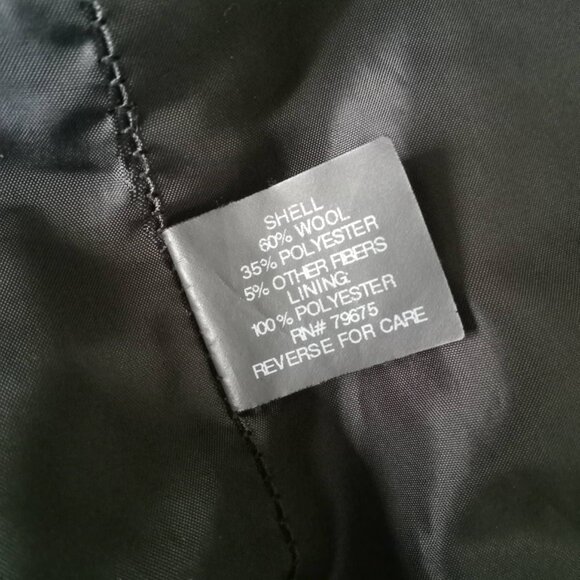 SHELL
60% WOOL
35% POLYESTER
5% OTHER FIBERS
LINING:
100% POLYESTER
RN# 79675
REVERSE FOR CARE